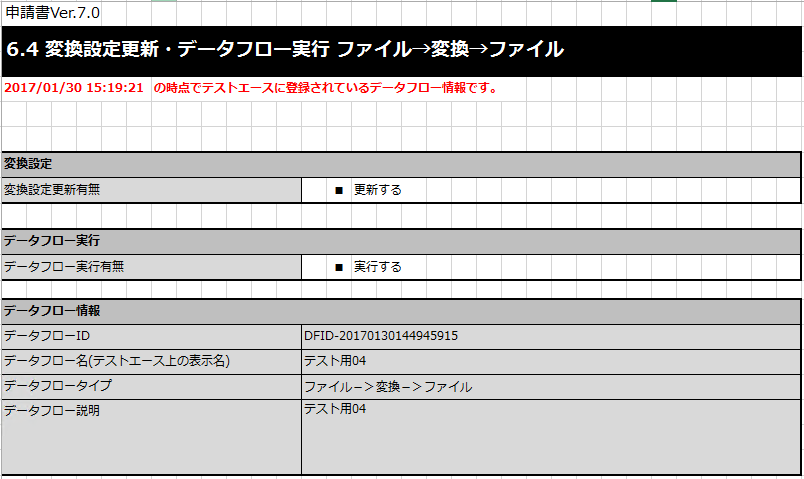 申請書Ver.7.0
6.4 変換設定更新・データフロー実行 ファイル→変換→ファイル
2017/01/30 15:19:21 の時点でテストエースに登録されているデータフロー情報です。
変換設定
変換設定更新有無 ■ 更新する
データフロー実行
データフロー実行有無 ■ 実行する
データフロー情報
データフローID DFID-20170130144945915
データフロー名(テストエース上の表示名) テスト用04
データフロータイプ ファイル－＞変換－＞ファイル
データフロー説明 テスト用04